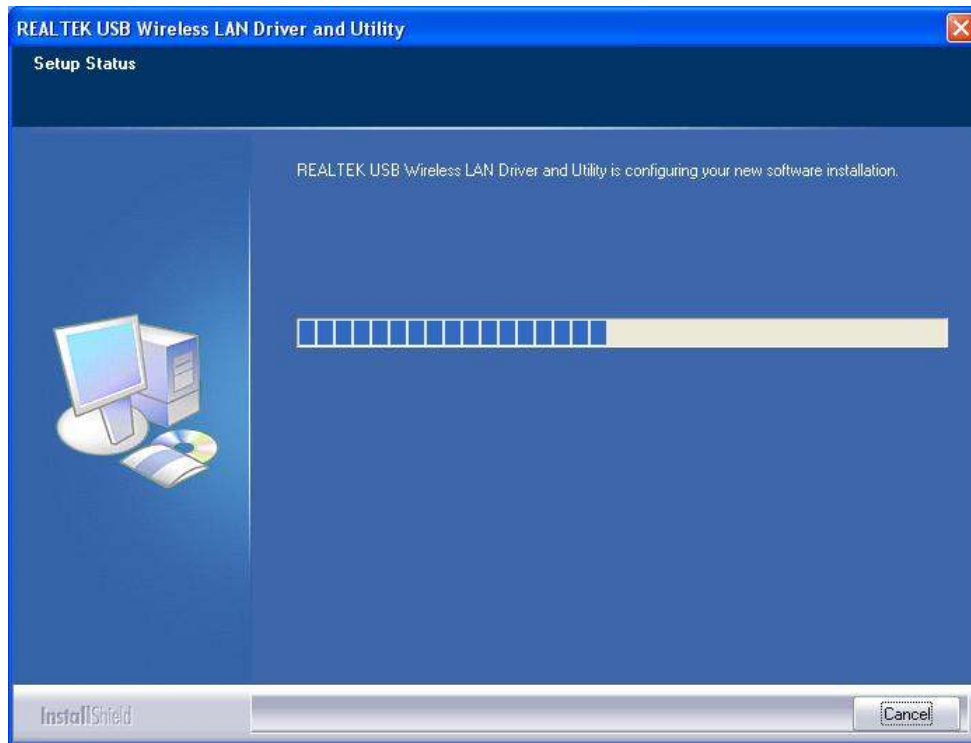 REALTEK USB Wireless LAN Driver and Utility
Setup Status
REALTEK USB Wireless LAN Driver and Utility is configuring your new software installation.
InstallShield
Cancel